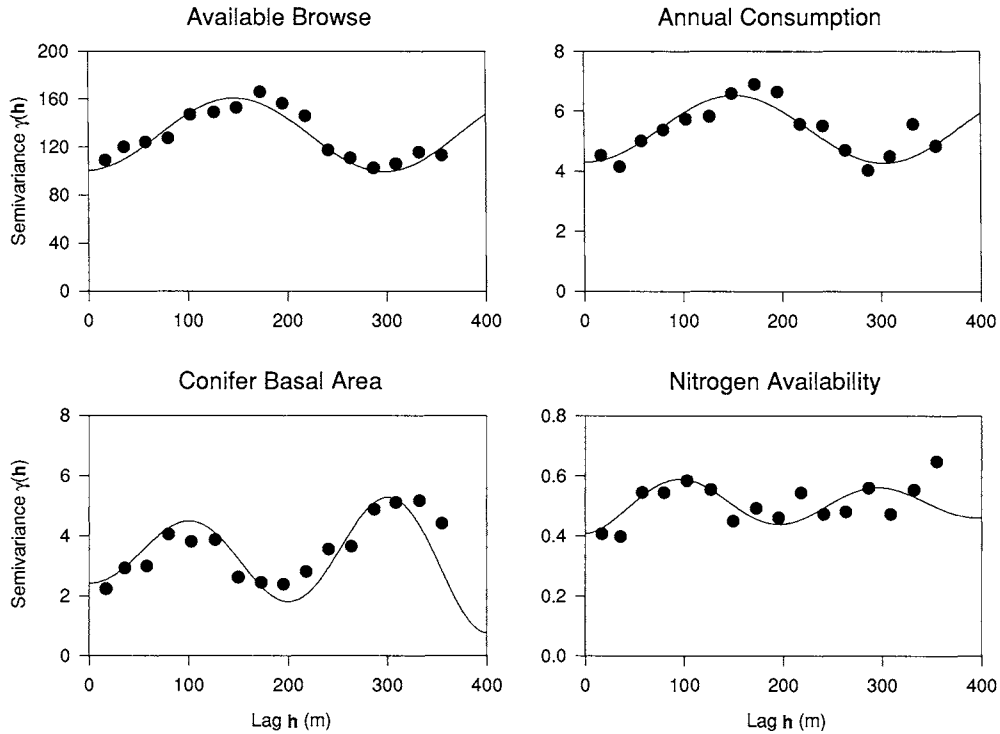 Available Browse
Annual Consumption
Semivariance γ(h)
200
160
120
80
40
0
0 100 200 300 400
8
6
4
2
0
0 100 200 300 400
Conifer Basal Area
Nitrogen Availability
Semivariance γ(h)
8
6
4
2
0
0 100 200 300 400
Lag h (m)
0.8
0.6
0.4
0.2
0.0
0 100 200 300 400
Lag h (m)